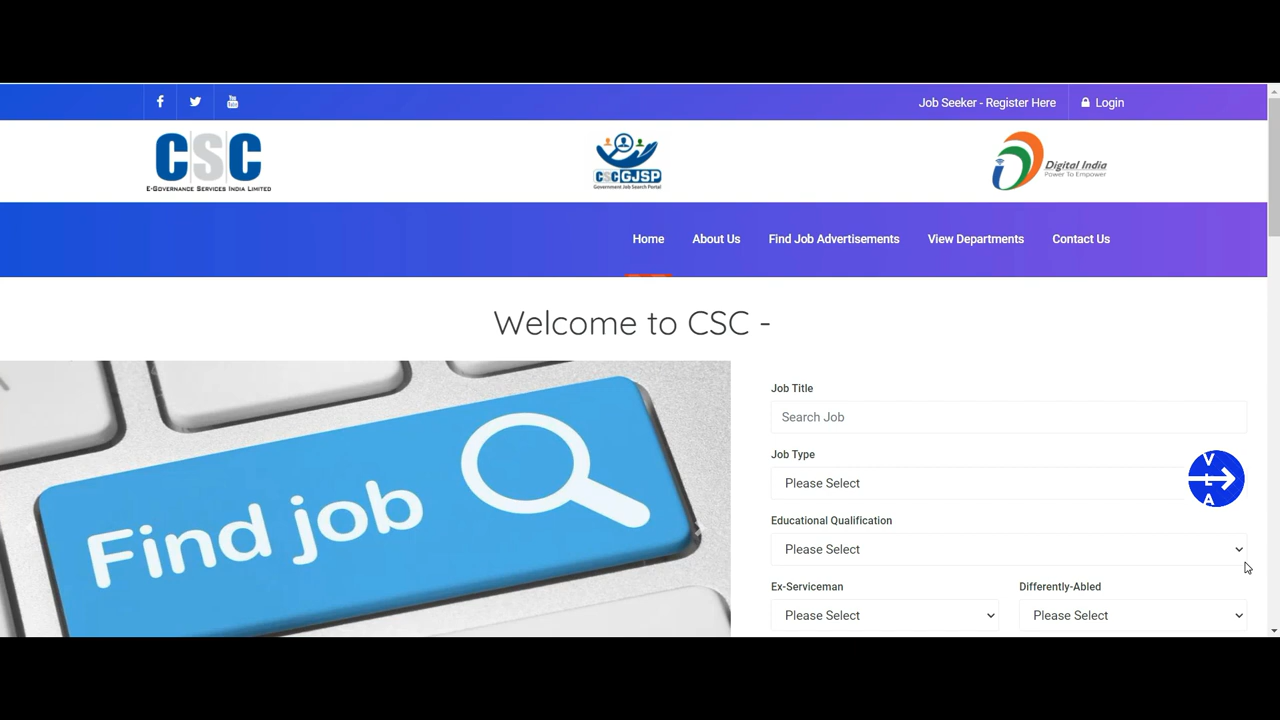 Job Seeker - Register Here
Login
CSC
E-Governance Services India Limited
CSCGJSP
Government Job Search Portal
Digital India
Power To Empower
Home
About Us
Find Job Advertisements
View Departments
Contact Us
Welcome to CSC -
Find job
Job Title
Search Job
Job Type
Please Select
V
L
A
Educational Qualification
Please Select
Ex-Serviceman
Differently-Abled
Please Select
Please Select